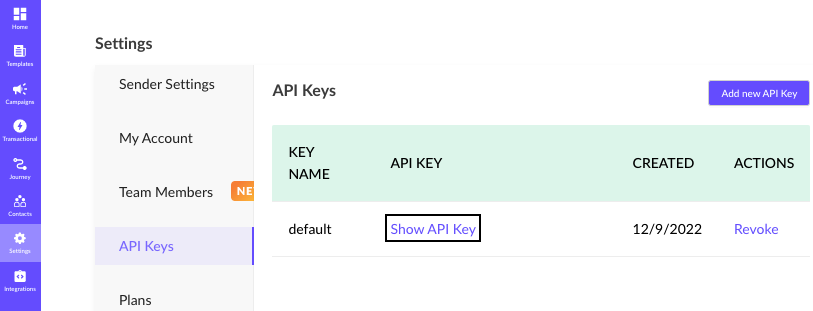 Home
Templates
Campaigns
Transactional
Journey
Contacts
Settings
Integrations
Settings
Sender Settings
My Account
Team Members
API Keys
Plans
API Keys
Add new API Key
KEY NAME
API KEY
CREATED
ACTIONS
default
Show API Key
12/9/2022
Revoke